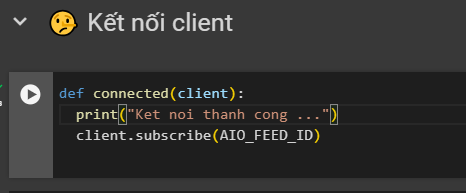 Kết nối client
def connected(client):
print("Ket noi thanh cong ...")
client.subscribe(AIO_FEED_ID)